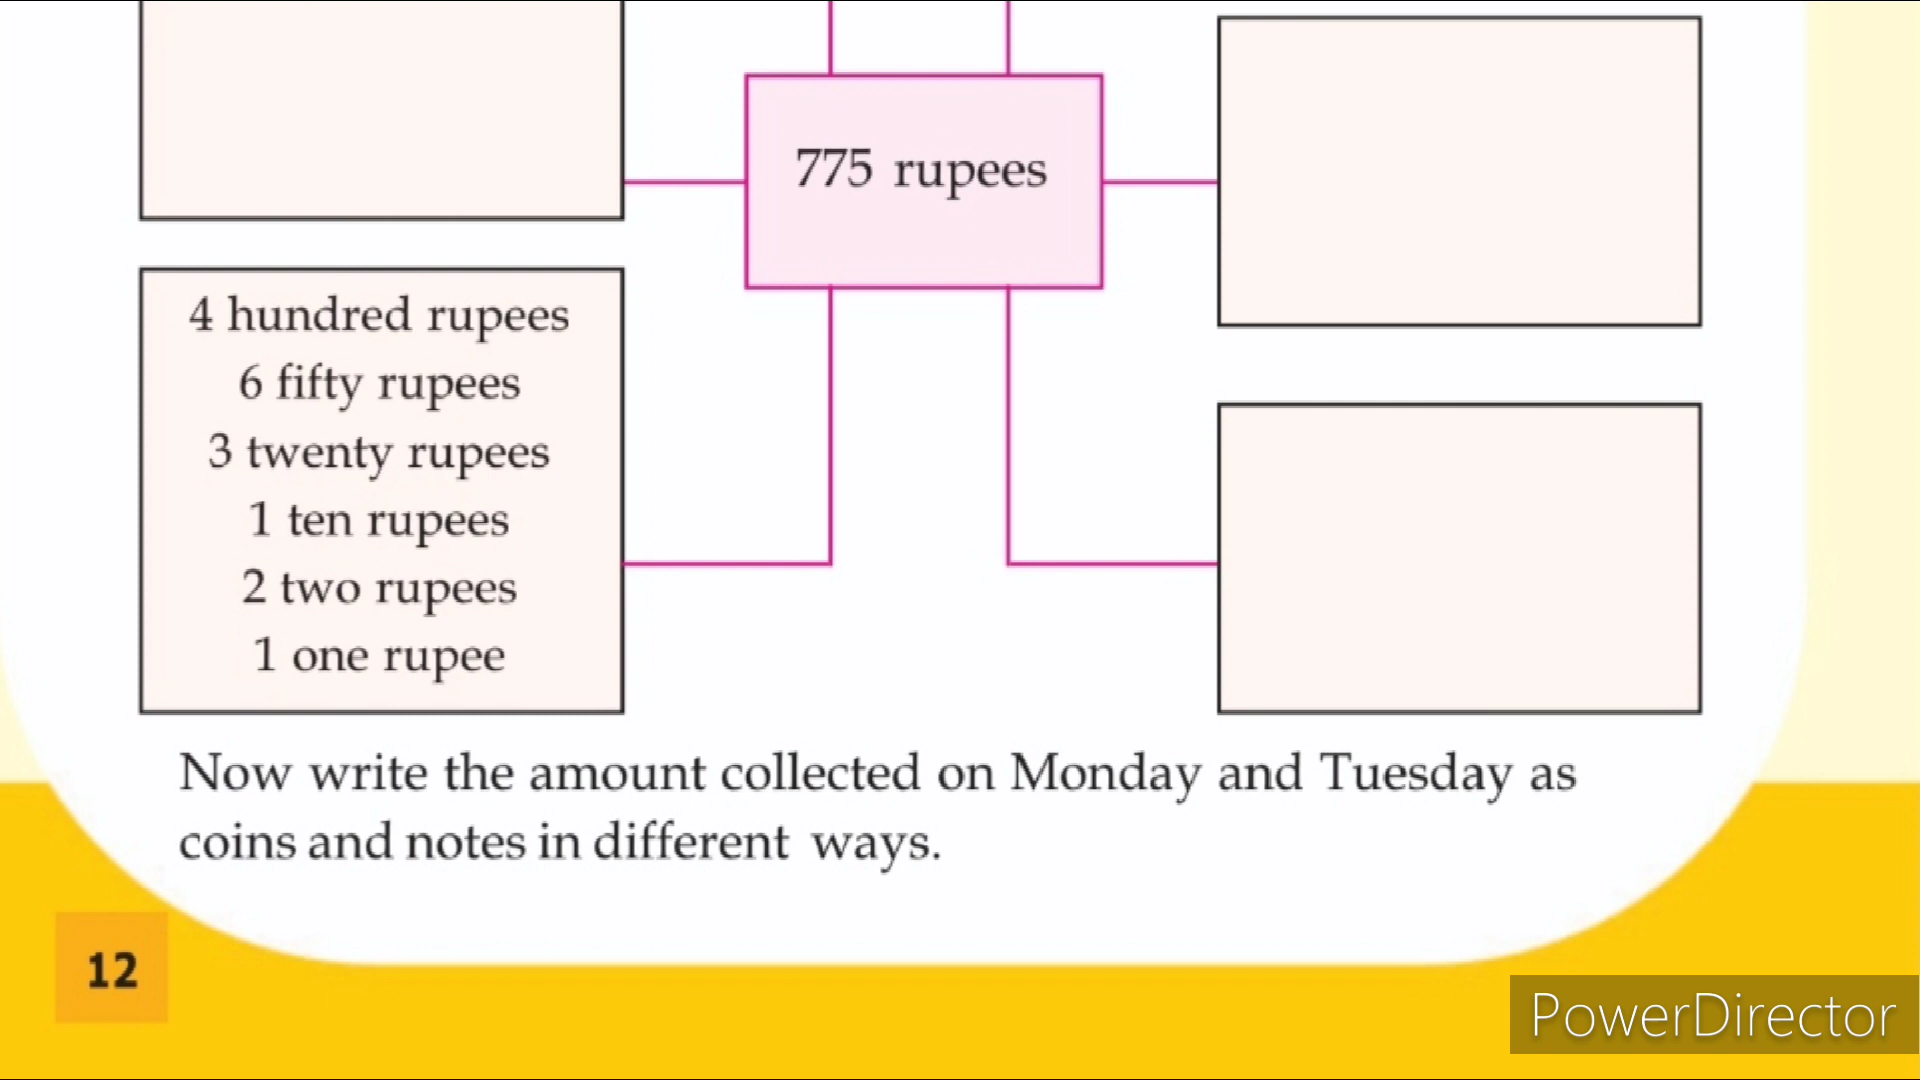 775 rupees
4 hundred rupees
6 fifty rupees
3 twenty rupees
1 ten rupees
2 two rupees
1 one rupee
Now write the amount collected on Monday and Tuesday as
coins and notes in different ways.
12
PowerDirector